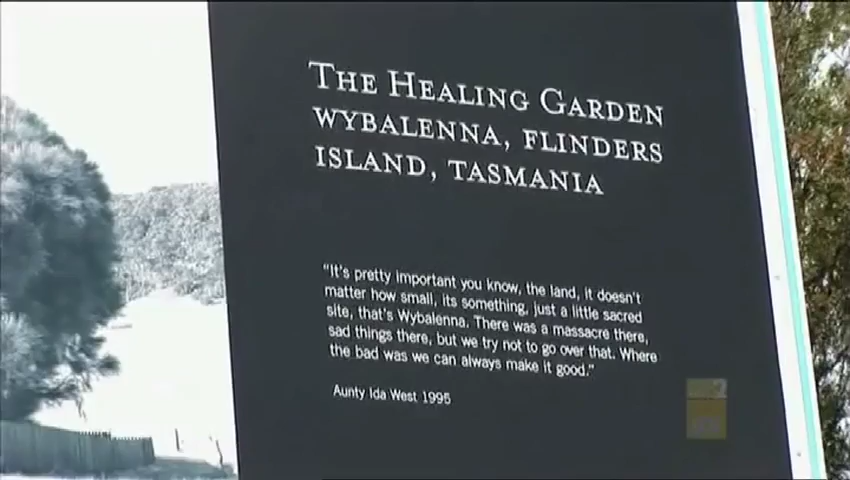 THE HEALING GARDEN
WYBALENNA, FLINDERS
ISLAND, TASMANIA
"It's pretty important you know, the land, it doesn't
matter how small, its something, just a little sacred
site, that's Wybalenna. There was a massacre there,
sad things there, but we try not to go over that. Where
the bad was we can always make it good."
Aunty Ida West 1995